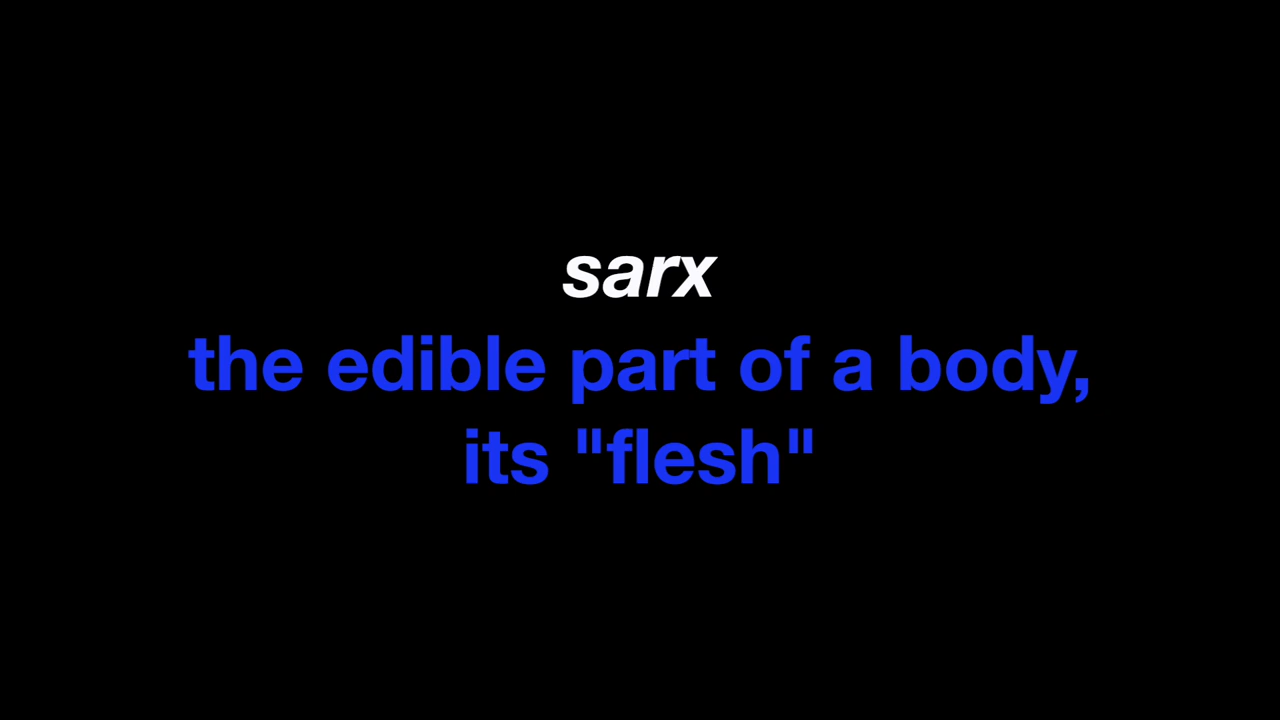 sarx
the edible part of a body,
its "flesh"